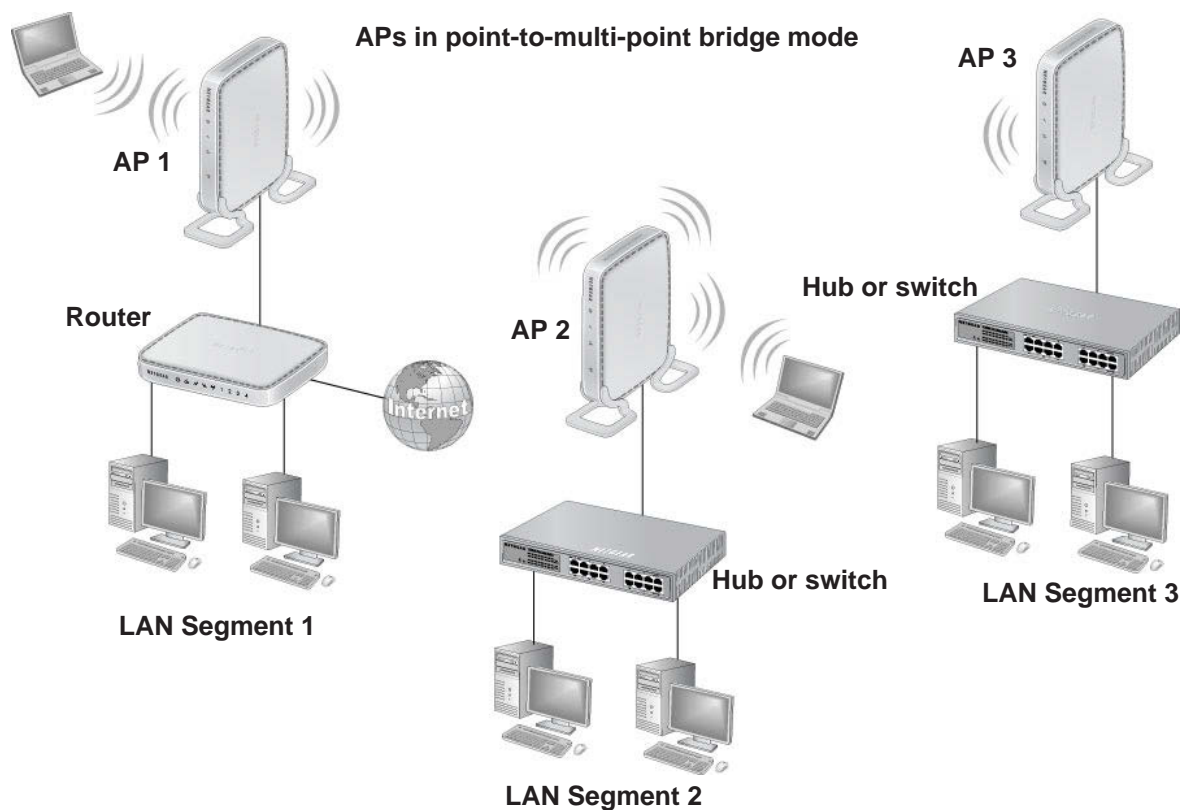 APs in point-to-multi-point bridge mode
AP 1
AP 3
Router
AP 2
Hub or switch
Internet
Hub or switch
LAN Segment 1
LAN Segment 3
LAN Segment 2
NETGEAR